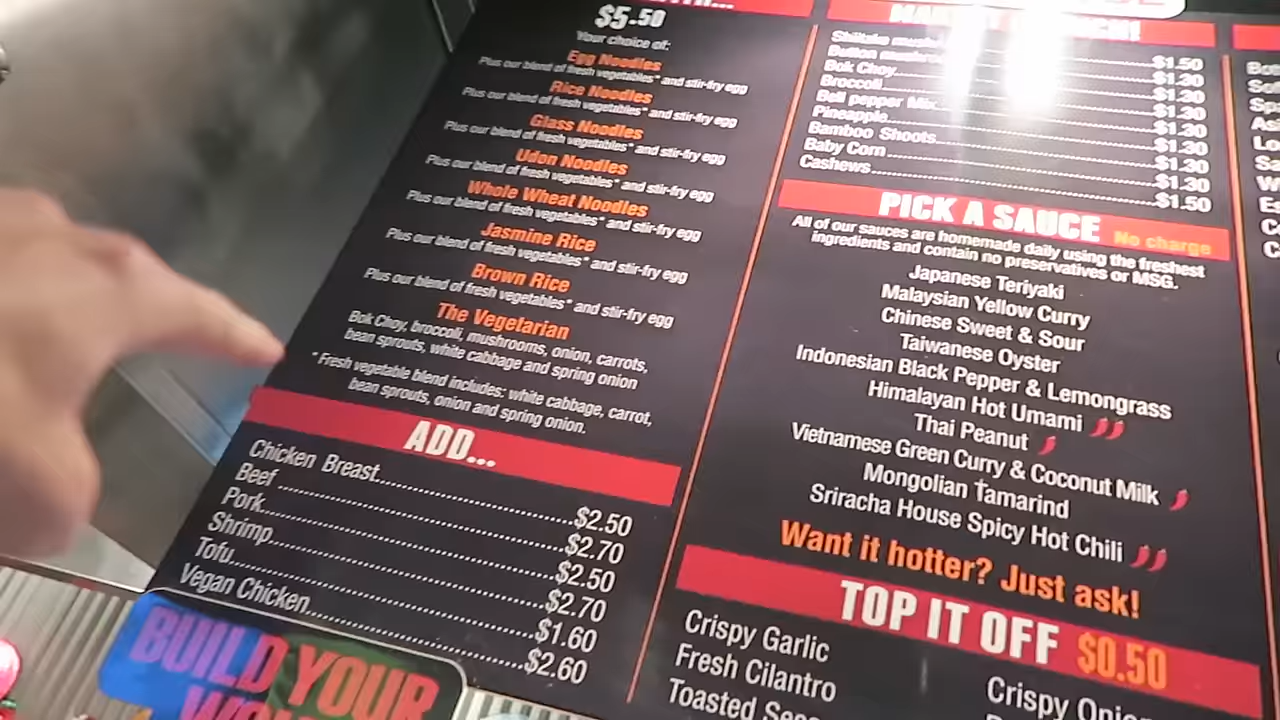 $5.50
Your choice of:
Egg Noodles
Plus our blend of fresh vegetables* and stir-fry egg
Rice Noodles
Plus our blend of fresh vegetables* and stir-fry egg
Glass Noodles
Plus our blend of fresh vegetables* and stir-fry egg
Udon Noodles
Plus our blend of fresh vegetables* and stir-fry egg
Whole Wheat Noodles
Plus our blend of fresh vegetables* and stir-fry egg
Jasmine Rice
Plus our blend of fresh vegetables* and stir-fry egg
Brown Rice
Plus our blend of fresh vegetables* and stir-fry egg
The Vegetarian
Bok Choy, broccoli, mushrooms, onion, carrots,
bean sprouts, white cabbage and spring onion
* Fresh vegetable blend includes: white cabbage, carrot,
bean sprouts, onion and spring onion.
ADD...
Chicken Breast....$2.50
Beef....$2.70
Pork....$2.50
Shrimp....$2.70
Tofu....$1.60
Vegan Chicken....$2.60
BUILD YOUR
Shiitake....$1.50
Button....$1.30
Bok Choy....$1.30
Broccoli....$1.30
Bell pepper Mix....$1.30
Pineapple....$1.30
Bamboo Shoots....$1.30
Baby Corn....$1.30
Cashews....$1.50
PICK A SAUCE No charge
All of our sauces are homemade daily using the freshest
ingredients and contain no preservatives or MSG.
Japanese Teriyaki
Malaysian Yellow Curry
Chinese Sweet & Sour
Taiwanese Oyster
Indonesian Black Pepper & Lemongrass
Himalayan Hot Umami
Thai Peanut
Vietnamese Green Curry & Coconut Milk
Mongolian Tamarind
Sriracha House Spicy Hot Chili
Want it hotter? Just ask!
TOP IT OFF $0.50
Crispy Garlic
Fresh Cilantro
Toasted
Crispy